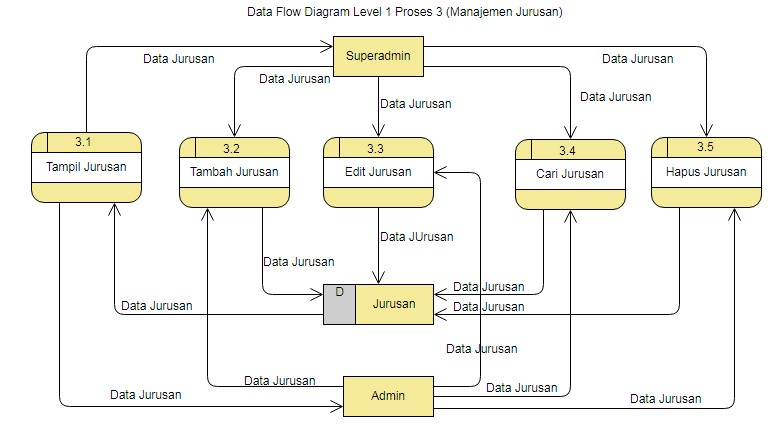 Data Flow Diagram Level 1 Proses 3 (Manajemen Jurusan)
Superadmin
Data Jurusan
Data Jurusan
Data Jurusan
Data Jurusan
Data Jurusan
3.1
Tampil Jurusan
3.2
Tambah Jurusan
3.3
Edit Jurusan
3.4
Cari Jurusan
3.5
Hapus Jurusan
Data JUrusan
Data Jurusan
D
Jurusan
Data Jurusan
Data Jurusan
Data Jurusan
Data Jurusan
Data Jurusan
Data Jurusan
Data Jurusan
Admin
Data Jurusan